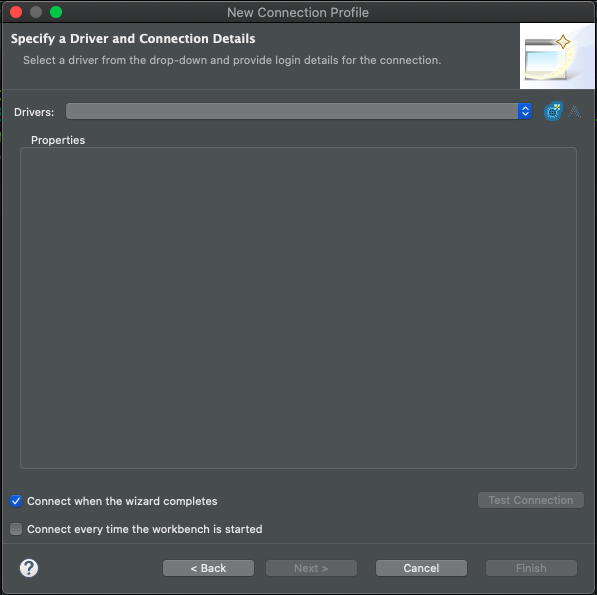 New Connection Profile
Specify a Driver and Connection Details
Select a driver from the drop-down and provide login details for the connection.
Drivers:
Properties
Connect when the wizard completes
Test Connection
Connect every time the workbench is started
?
< Back
Next >
Cancel
Finish